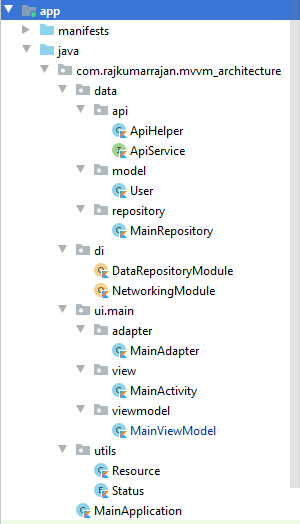 app
manifests
java
com.rajkumarrajan.mvvm_architecture
data
api
ApiHelper
ApiService
model
User
repository
MainRepository
di
DataRepositoryModule
NetworkingModule
ui.main
adapter
MainAdapter
view
MainActivity
viewmodel
MainViewModel
utils
Resource
Status
MainApplication